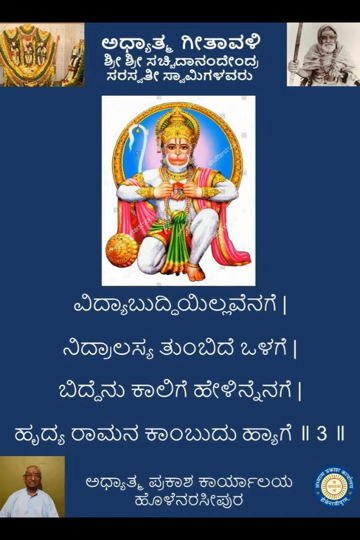 ಅಧ್ಯಾತ್ಮ ಗೀತಾವಳಿ
ಶ್ರೀ ಶ್ರೀ ಸಚ್ಚಿದಾನಂದೇಂದ್ರ
ಸರಸ್ವತೀ ಸ್ವಾಮಿಗಳವರು
ವಿದ್ಯಾಬುದ್ಧಿಯಿಲ್ಲವೆನಗೆ |
ನಿದ್ರಾಲಸ್ಯ ತುಂಬಿದೆ ಒಳಗೆ |
ಬಿದ್ದೆನು ಕಾಲಿಗೆ ಹೇಳಿನ್ನೆನಗೆ |
ಹೃದ್ಯ ರಾಮನ ಕಾಂಬುದು ಹ್ಯಾಗೆ ॥ 3 ॥
ಅಧ್ಯಾತ್ಮ ಪ್ರಕಾಶ ಕಾರ್ಯಾಲಯ
ಹೊಳೆನರಸೀಪುರ